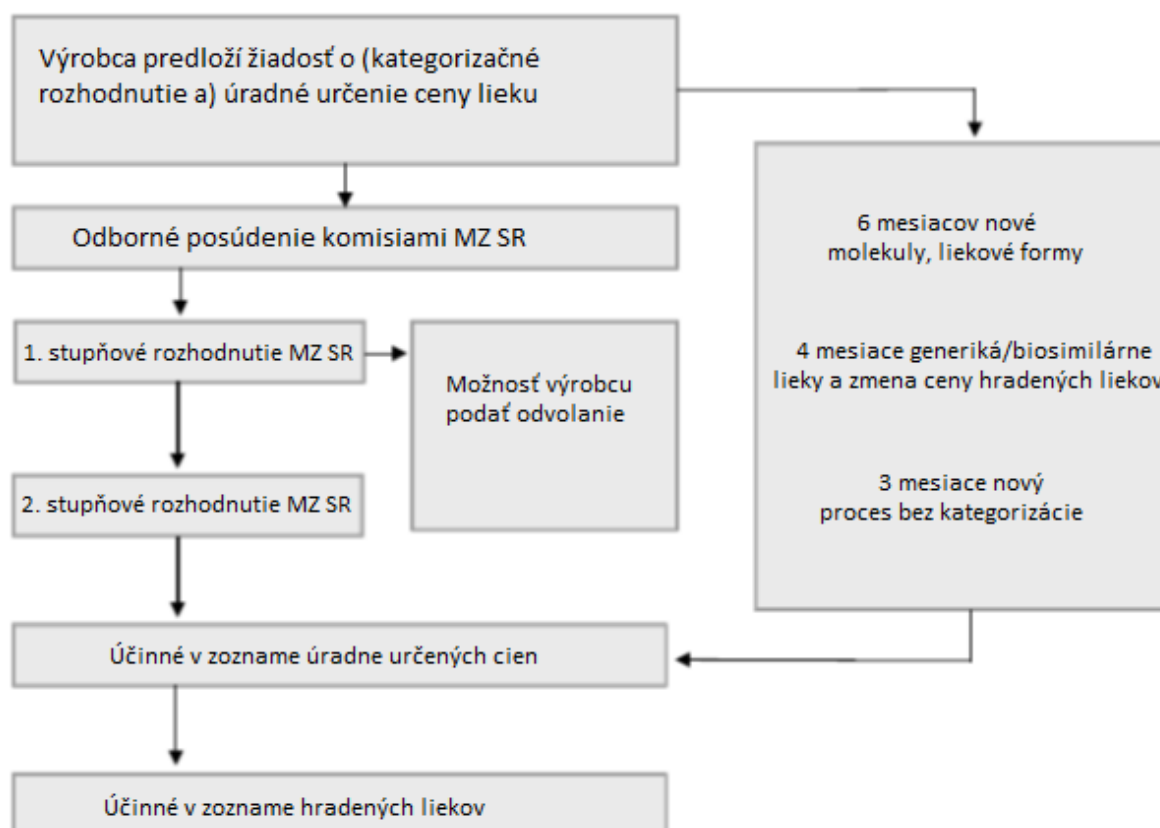 Výrobca predloží žiadosť o (kategorizačné
rozhodnutie a) úradné určenie ceny lieku
Odborné posúdenie komisiami MZ SR
1. stupňové rozhodnutie MZ SR
Možnosť výrobcu
podať odvolanie
2. stupňové rozhodnutie MZ SR
Účinné v zozname úradne určených cien
Účinné v zozname hradených liekov
6 mesiacov nové
molekuly, liekové formy
4 mesiace generiká/biosimilárne
lieky a zmena ceny hradených liekov
3 mesiace nový
proces bez kategorizácie